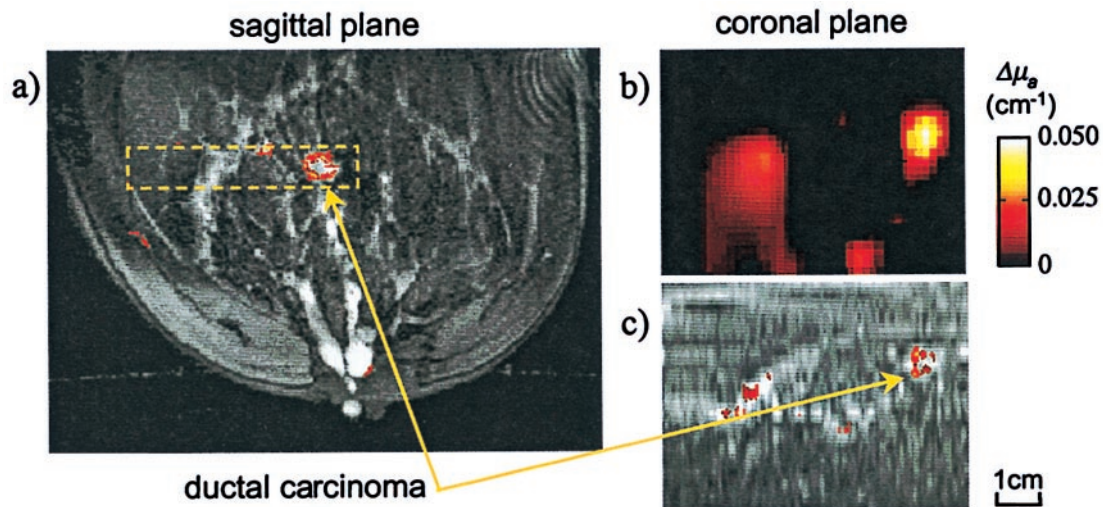 sagittal plane
coronal plane
a)
b)
Δμa
(cm-1)
0.050
0.025
0
c)
ductal carcinoma
1cm